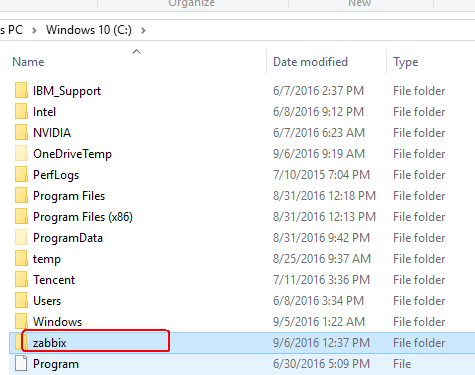 Organize New
s PC > Windows 10 (C:) >
Name Date modified Type
IBM_Support 6/7/2016 2:37 PM File folder
Intel 6/8/2016 9:12 PM File folder
NVIDIA 6/7/2016 6:23 AM File folder
OneDriveTemp 9/6/2016 9:19 AM File folder
PerfLogs 7/10/2015 7:04 PM File folder
Program Files 8/31/2016 12:18 PM File folder
Program Files (x86) 8/31/2016 12:13 PM File folder
ProgramData 8/31/2016 9:42 PM File folder
temp 8/25/2016 9:37 AM File folder
Tencent 7/11/2016 3:36 PM File folder
Users 6/8/2016 3:34 PM File folder
Windows 9/5/2016 1:22 AM File folder
zabbix 9/6/2016 12:37 PM File folder
Program 6/30/2016 5:09 PM File